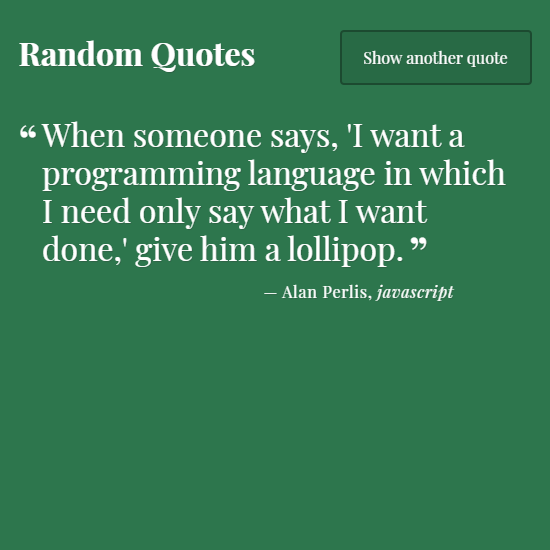 Random Quotes
Show another quote
“ When someone says, 'I want a
programming language in which
I need only say what I want
done,' give him a lollipop. ”
— Alan Perlis, javascript